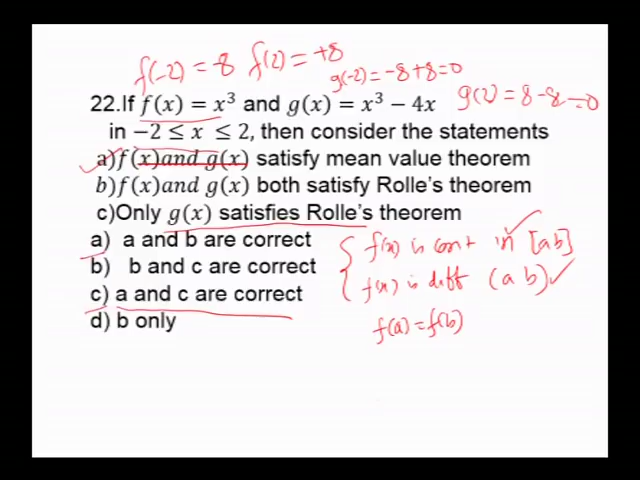 f(-2) = -8 f(2) = +8
g(-2) = -8+8=0
g(2) = 8-8=0
22.If f(x) = x³ and g(x) = x³ − 4x
in −2 ≤ x ≤ 2, then consider the statements
a)f(x)and g(x) satisfy mean value theorem
b)f(x)and g(x) both satisfy Rolle's theorem
c)Only g(x) satisfies Rolle's theorem
a) a and b are correct
f(x) is cont in [a b]
b) b and c are correct
f(x) is diff (a b)
c) a and c are correct
f(a) = f(b)
d) b only